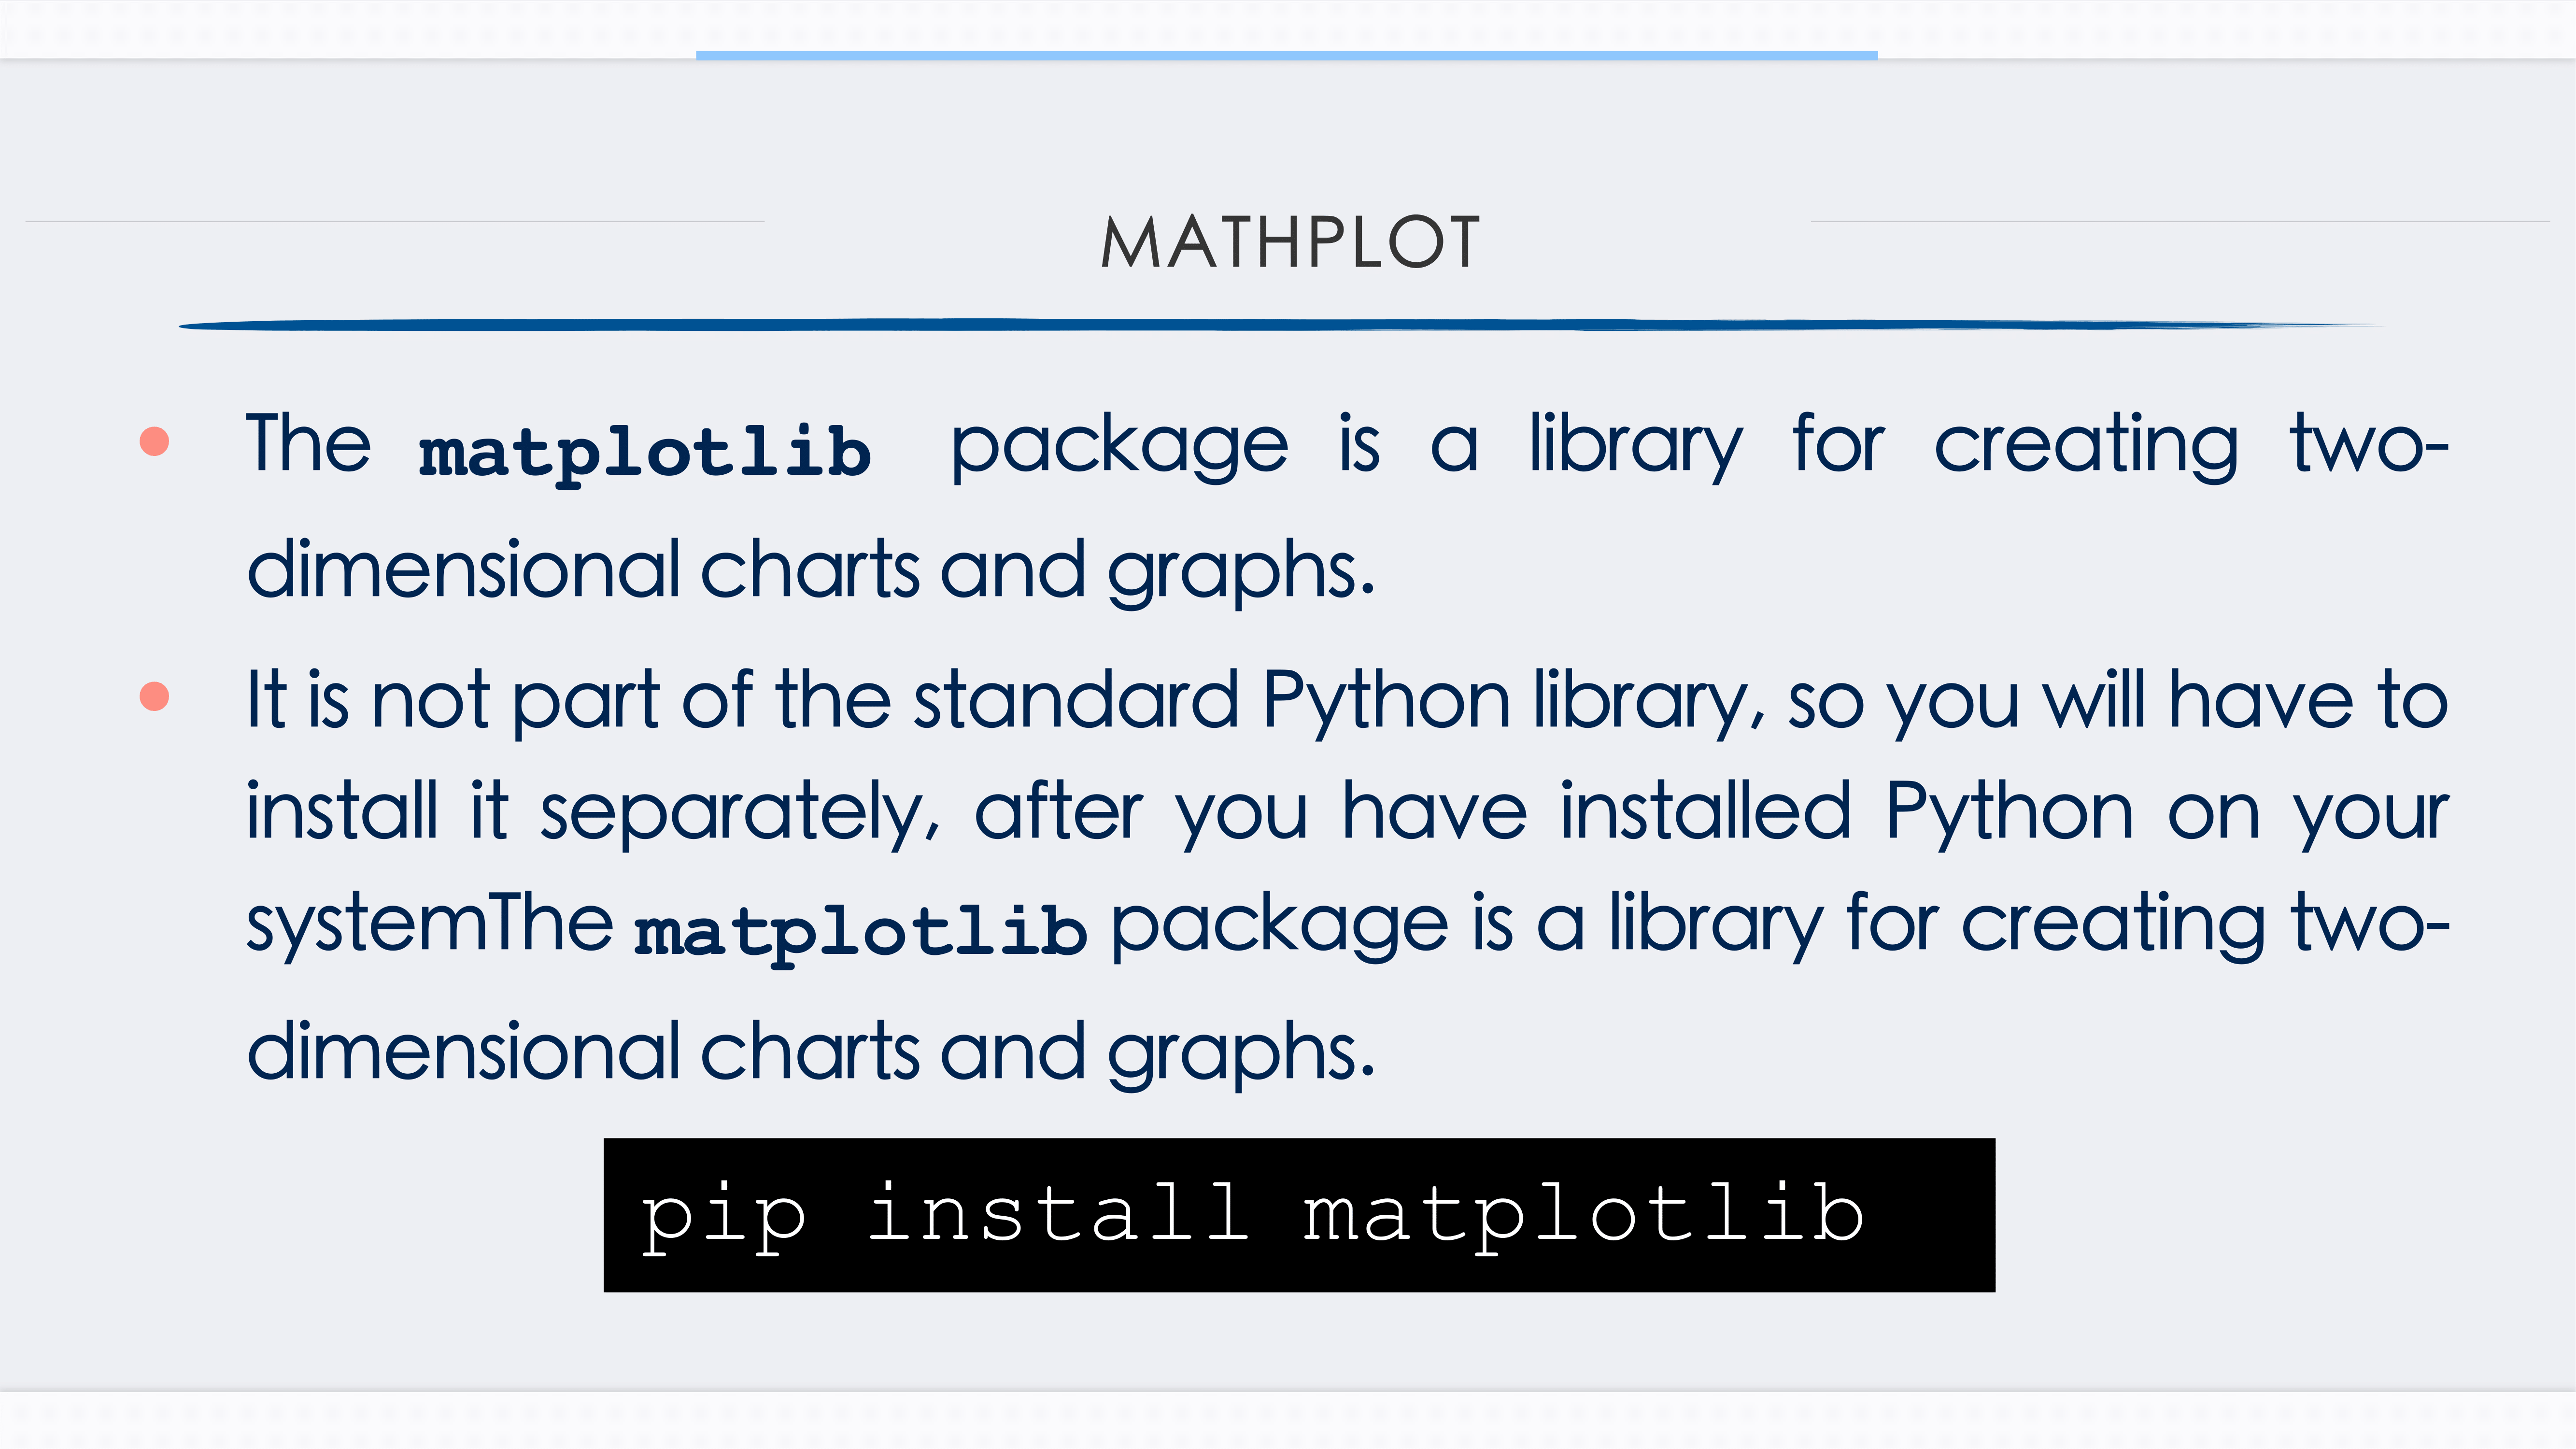 MATHPLOT
• The matplotlib package is a library for creating two-
dimensional charts and graphs.
• It is not part of the standard Python library, so you will have to
install it separately, after you have installed Python on your
systemThe matplotlib package is a library for creating two-
dimensional charts and graphs.
pip install matplotlib